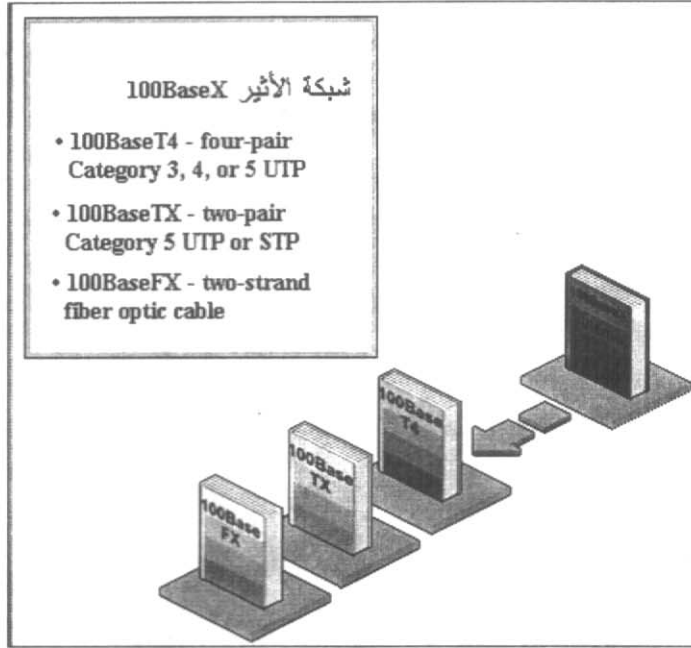 شبكة الأثير 100BaseX
• 100BaseT4 - four-pair
Category 3, 4, or 5 UTP
• 100BaseTX - two-pair
Category 5 UTP or STP
• 100BaseFX - two-strand
fiber optic cable
100Base
T4
100Base
TX
100Base
FX